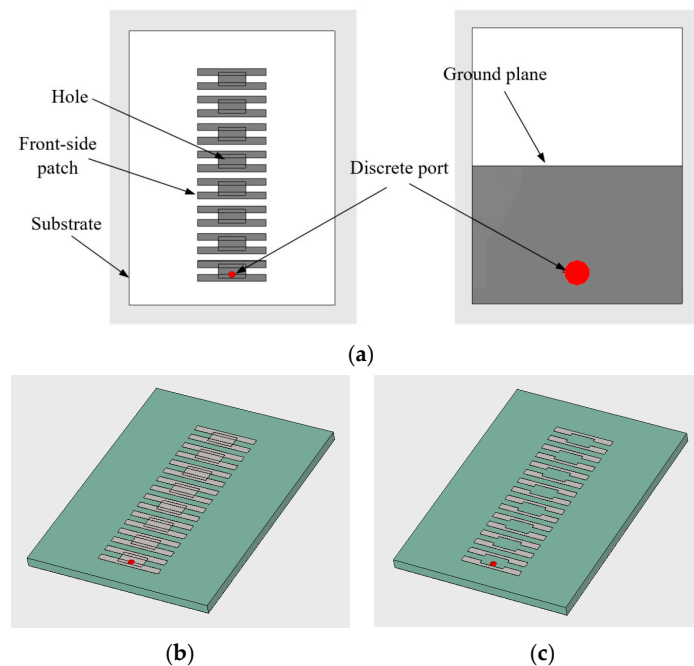 Hole
Front-side
patch
Substrate
Ground plane
Discrete port
(a)
(b)
(c)